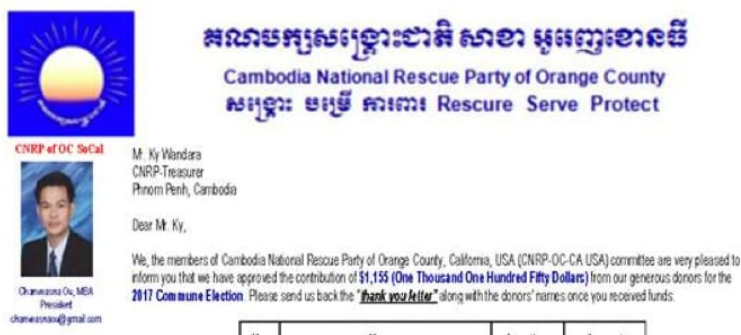 គណបក្សសង្គ្រោះជាតិ សាខា អូរេញខោនធី
Cambodia National Rescue Party of Orange County
សង្គ្រោះ បម្រើ ការពារ Rescure Serve Protect
CNRP of OC SoCal
Mr. Ky Wandara
CNRP-Treasurer
Phnom Penh, Cambodia
Dear Mr. Ky,
We, the members of Cambodia National Rescue Party of Orange County, California, USA (CNRP-OC-CA USA) committee are very pleased to
inform you that we have approved the contribution of $1,155 (One Thousand One Hundred Fifty Dollars) from our generous donors for the
2017 Commune Election. Please send us back the "thank you letter" along with the donors' names once you received funds.
Ou, MBA
President